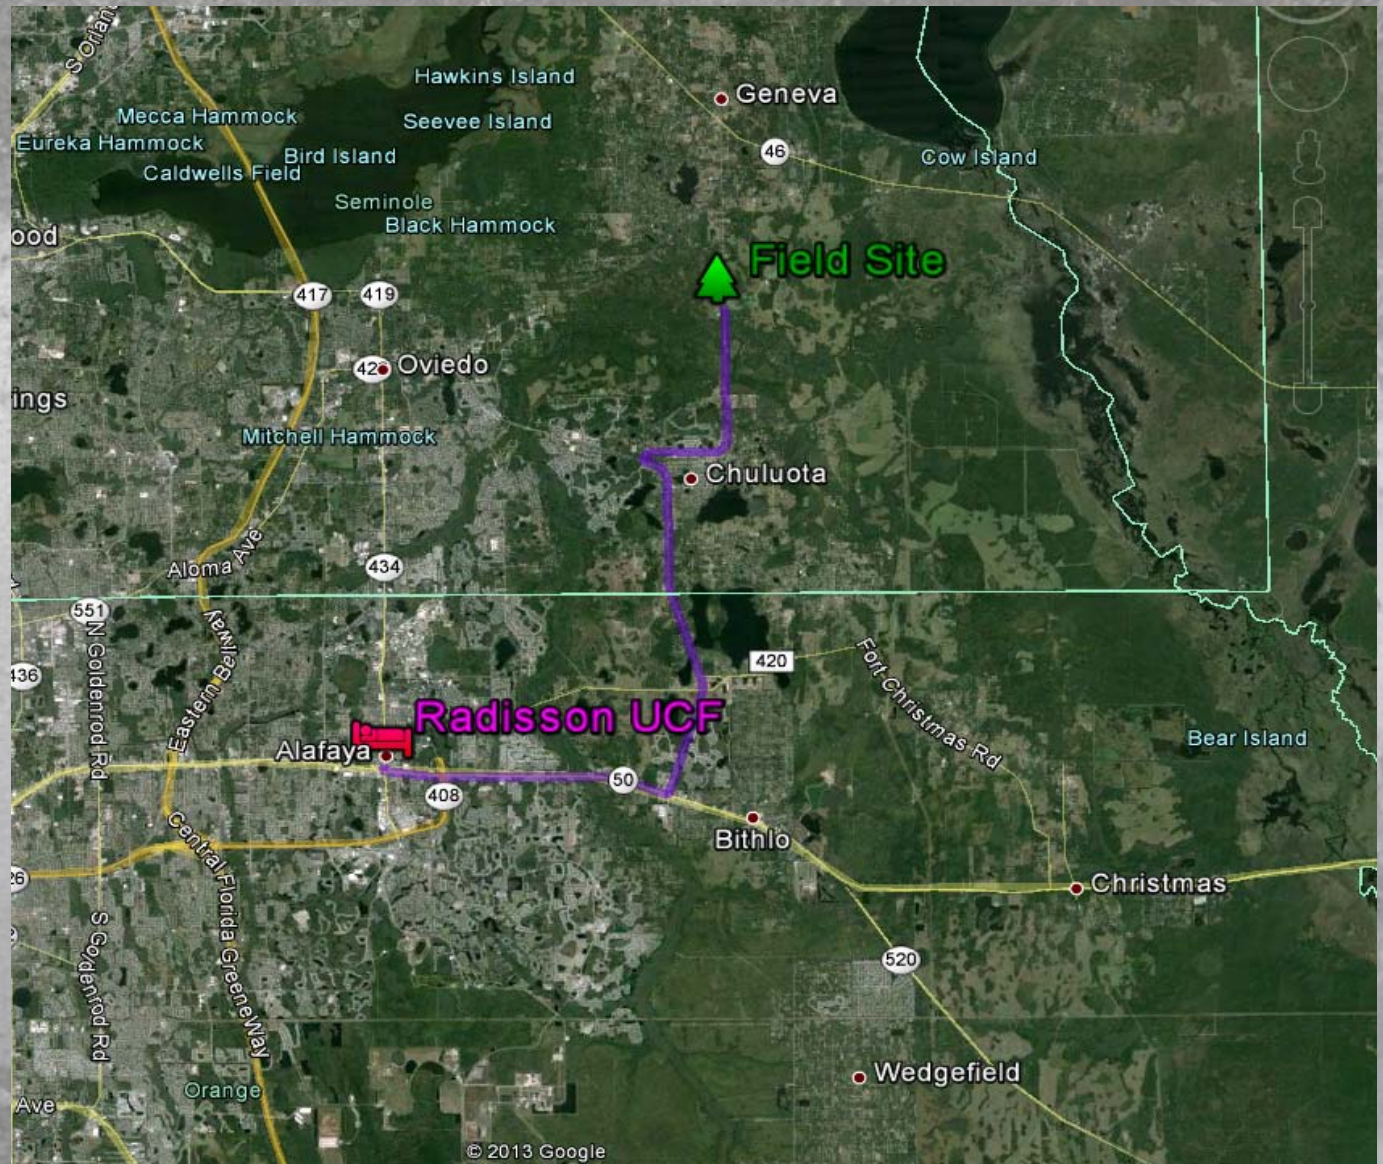 S Orlan
Hawkins Island
Geneva
Mecca Hammock
Seevee Island
Eureka Hammock
Bird Island
46
Cow Island
Caldwells Field
Seminole
Black Hammock
ood
Field Site
417
419
42
Oviedo
ings
Mitchell Hammock
Chuluota
Aloma Ave
434
551
N Goldenrod Rd
Eastern Beltway
436
420
Fort Christmas Rd
Radisson UCF
Alafaya
Bear Island
50
408
Bithlo
Central Florida GreeneWay
26
Christmas
S Goldenrod Rd
520
Wedgefield
Orange
Ave
© 2013 Google